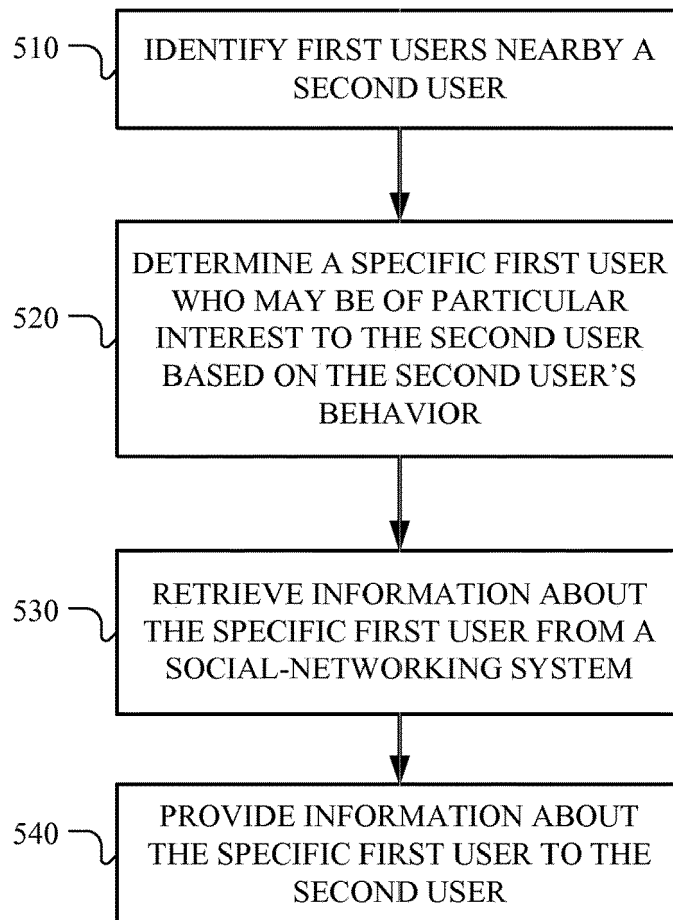 510
IDENTIFY FIRST USERS NEARBY A
SECOND USER
520
DETERMINE A SPECIFIC FIRST USER
WHO MAY BE OF PARTICULAR
INTEREST TO THE SECOND USER
BASED ON THE SECOND USER'S
BEHAVIOR
530
RETRIEVE INFORMATION ABOUT
THE SPECIFIC FIRST USER FROM A
SOCIAL-NETWORKING SYSTEM
540
PROVIDE INFORMATION ABOUT
THE SPECIFIC FIRST USER TO THE
SECOND USER